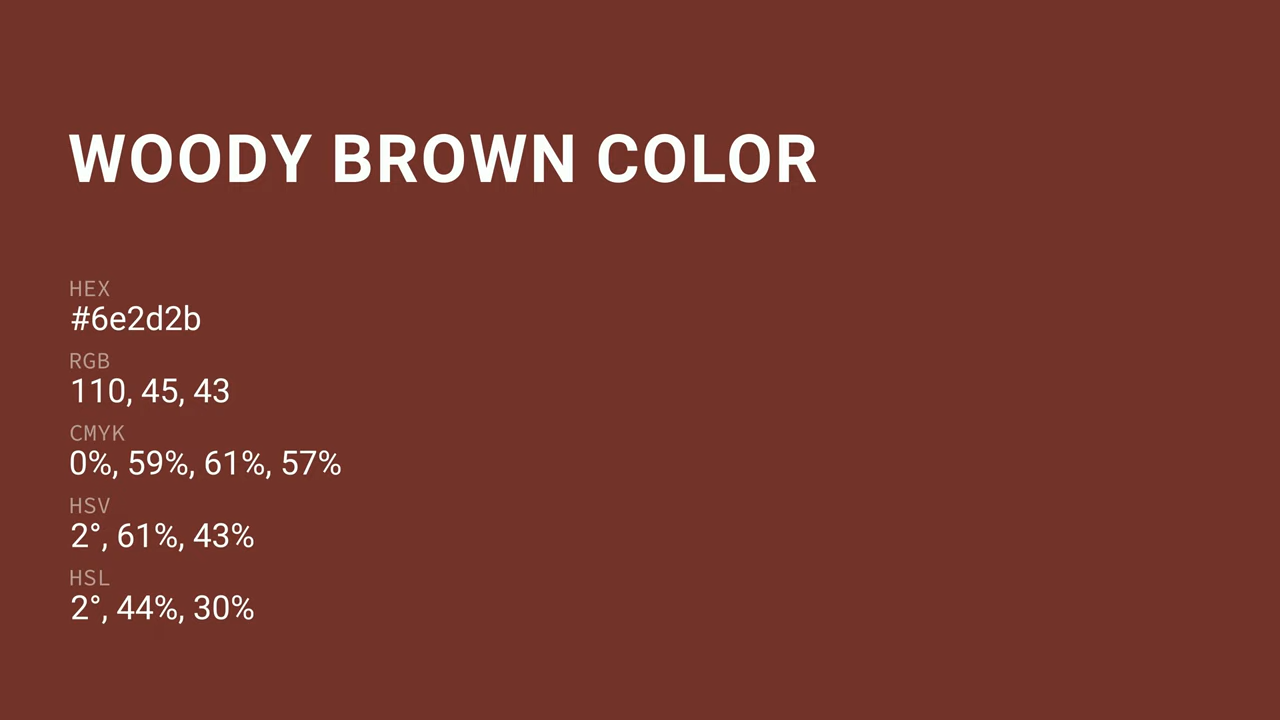 WOODY BROWN COLOR
HEX
#6e2d2b
RGB
110, 45, 43
CMYK
0%, 59%, 61%, 57%
HSV
2°, 61%, 43%
HSL
2°, 44%, 30%